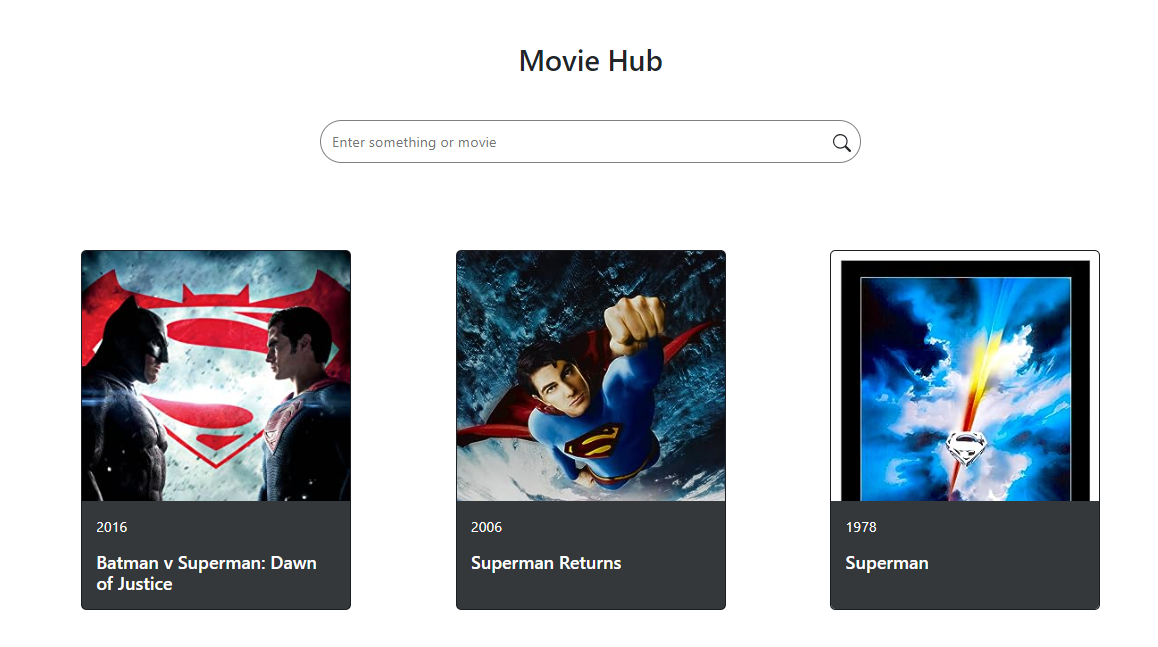 Movie Hub
Enter something or movie
2016
Batman v Superman: Dawn
of Justice
2006
Superman Returns
1978
Superman